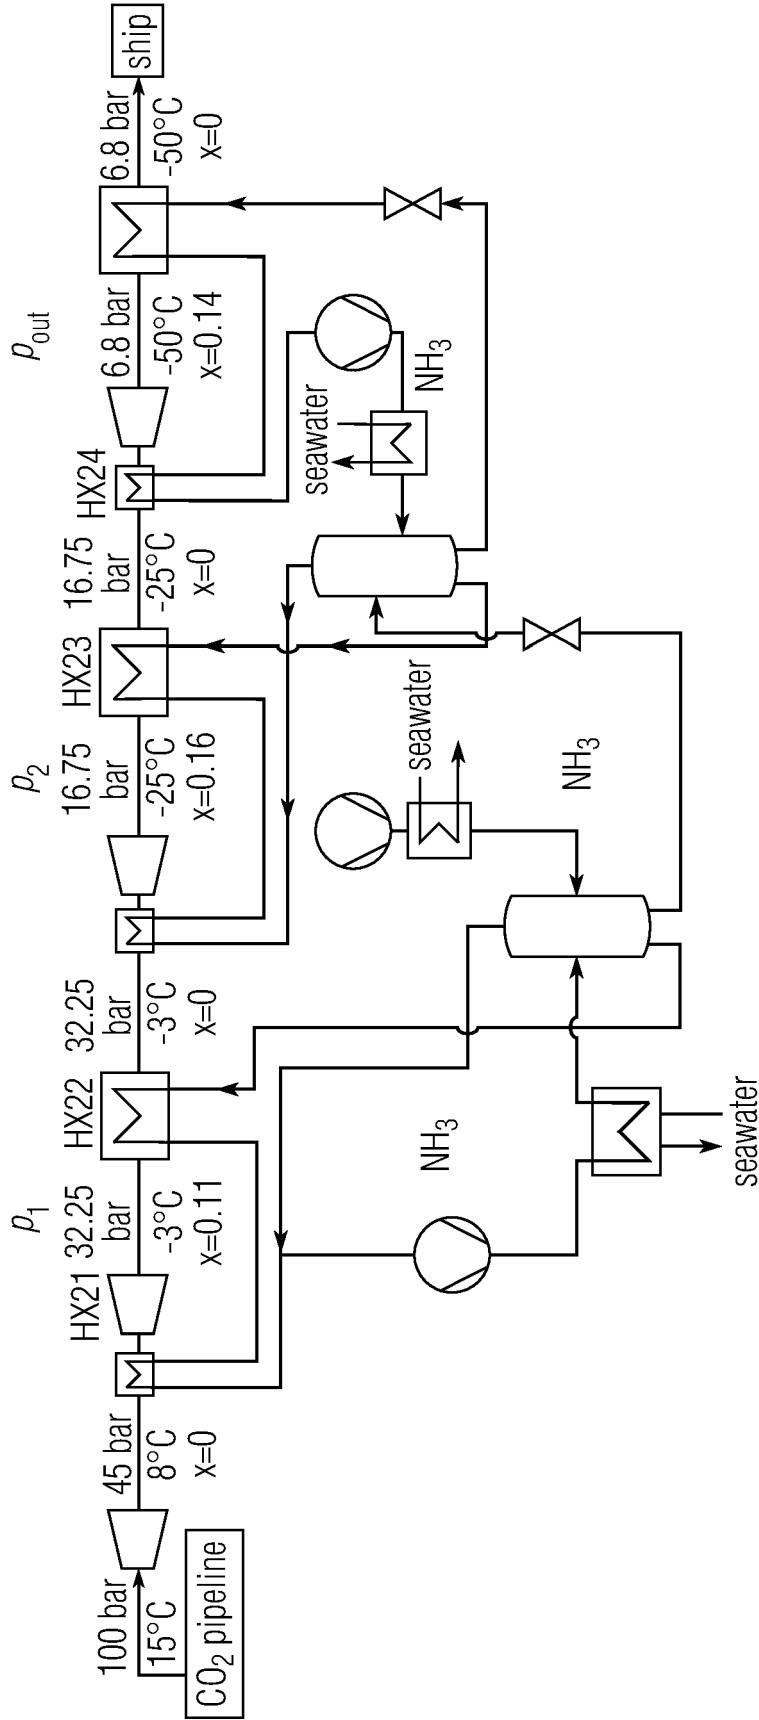 CO2 pipeline
100 bar
15°C
45 bar
8°C
x=0
HX21
p1
32.25
bar
-3°C
x=0.11
HX22
32.25
bar
-3°C
x=0
p2
16.75
bar
-25°C
x=0.16
HX23
16.75
bar
-25°C
x=0
HX24
pout
6.8 bar
-50°C
x=0.14
6.8 bar
-50°C
x=0
ship
seawater
NH3
seawater
NH3
NH3
seawater